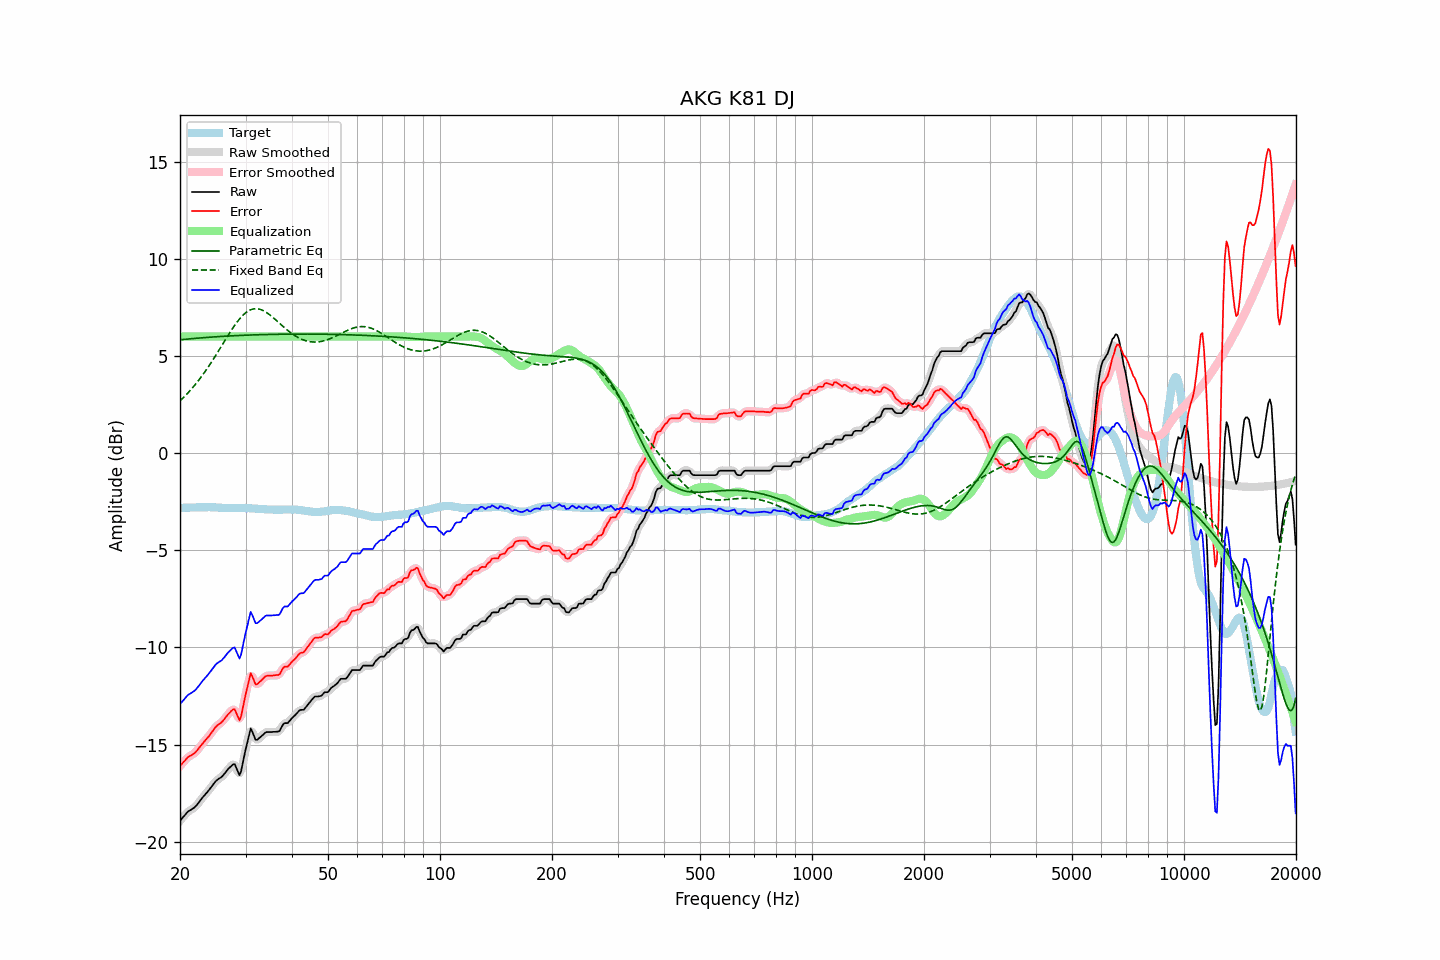 AKG K81 DJ
Target
Raw Smoothed
Error Smoothed
Raw
Error
Equalization
Parametric Eq
Fixed Band Eq
Equalized
Amplitude (dBr)
15
10
5
0
−5
−10
−15
−20
20
50
100
200
500
1000
2000
5000
10000
20000
Frequency (Hz)